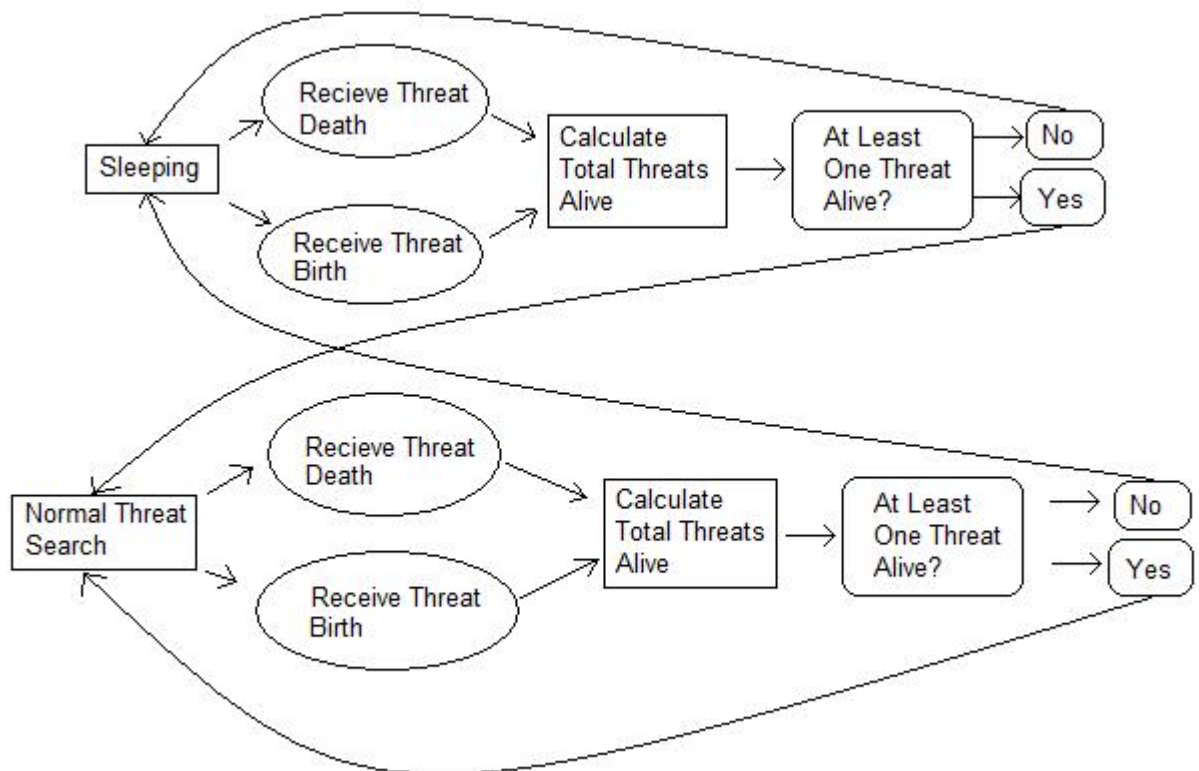 Recieve Threat
Death
Sleeping
Receive Threat
Birth
Calculate
Total Threats
Alive
At Least
One Threat
Alive?
No
Yes
Recieve Threat
Death
Normal Threat
Search
Receive Threat
Birth
Calculate
Total Threats
Alive
At Least
One Threat
Alive?
No
Yes